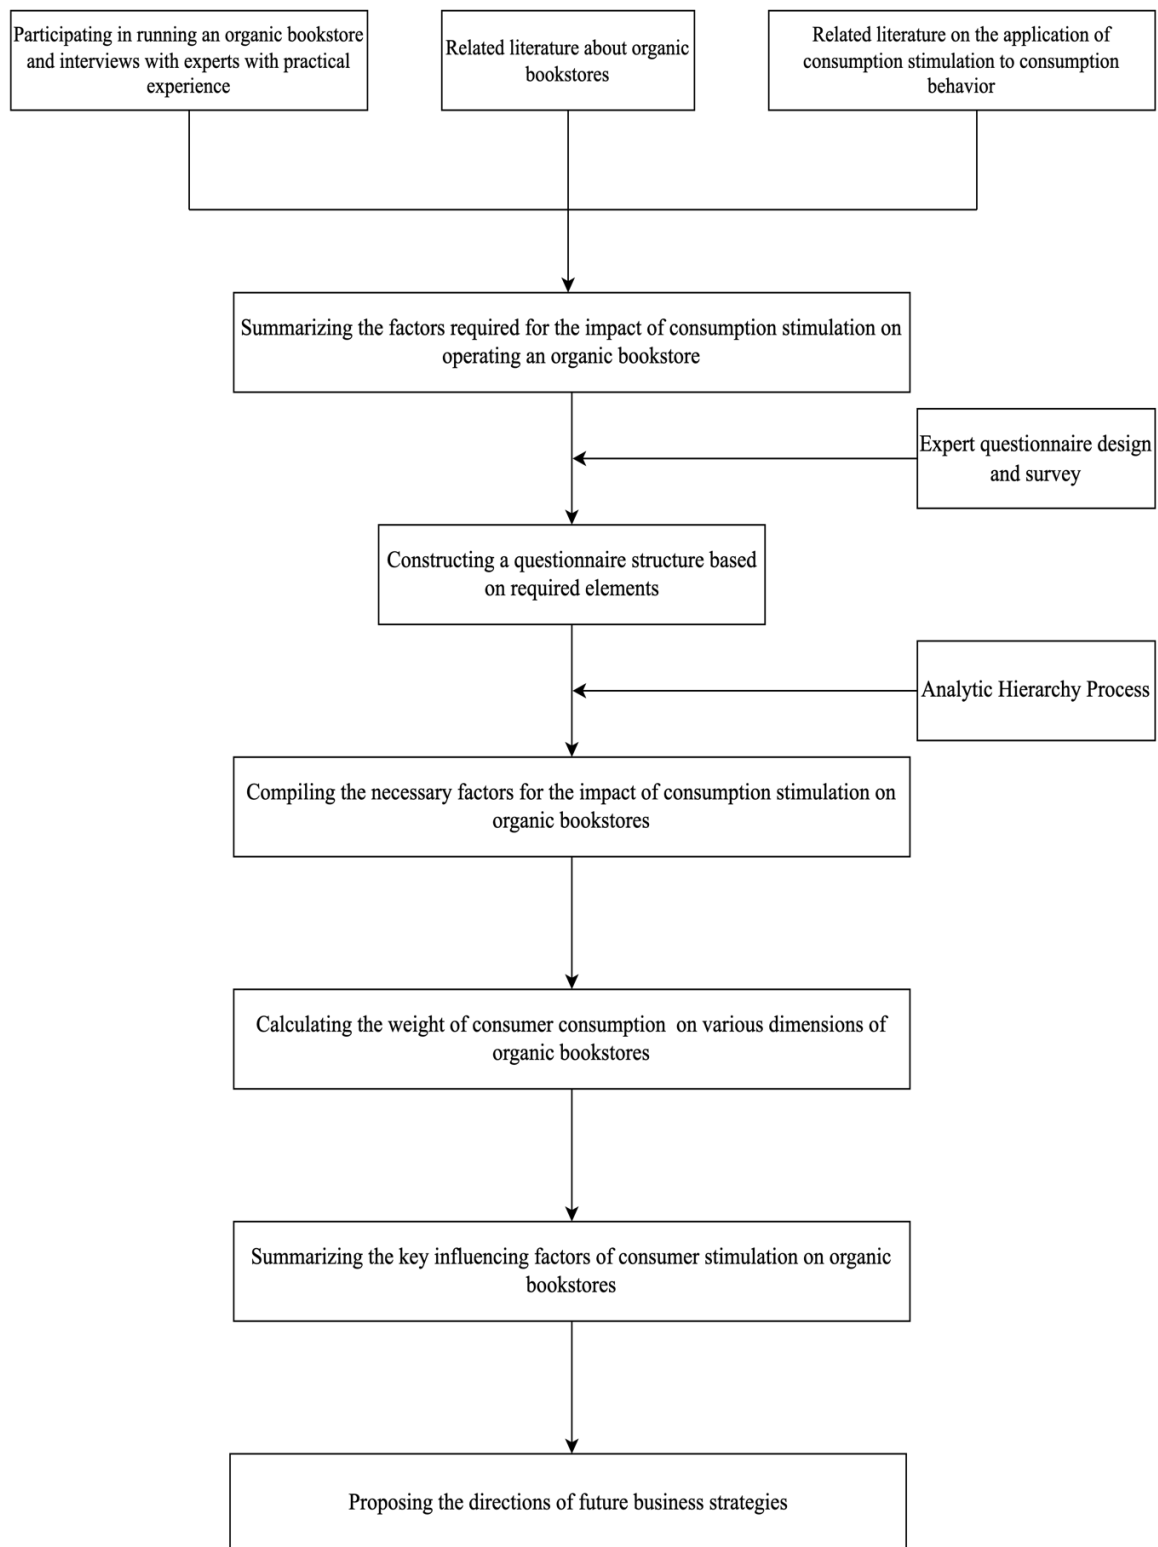 Participating in running an organic bookstore
and interviews with experts with practical
experience
Related literature about organic
bookstores
Related literature on the application of
consumption stimulation to consumption
behavior
Summarizing the factors required for the impact of consumption stimulation on
operating an organic bookstore
Expert questionnaire design
and survey
Constructing a questionnaire structure based
on required elements
Analytic Hierarchy Process
Compiling the necessary factors for the impact of consumption stimulation on
organic bookstores
Calculating the weight of consumer consumption on various dimensions of
organic bookstores
Summarizing the key influencing factors of consumer stimulation on organic
bookstores
Proposing the directions of future business strategies